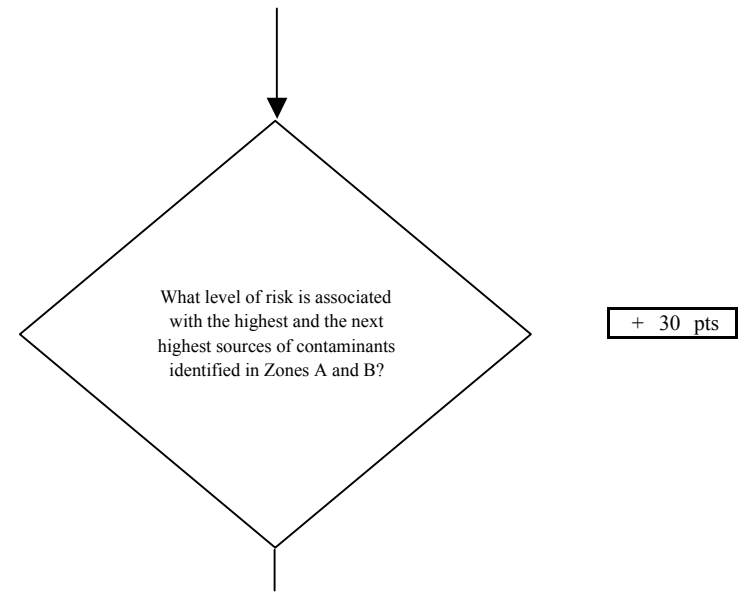 What level of risk is associated
with the highest and the next
highest sources of contaminants
identified in Zones A and B?
+ 30 pts